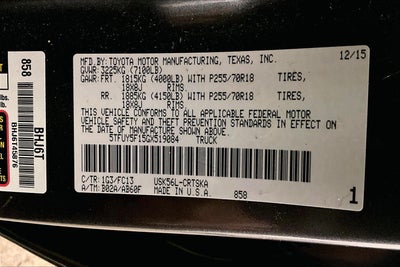 MFD. BY: TOYOTA MOTOR MANUFACTURING, TEXAS, INC. 12/15
GVWR: 3225KG (7100LB)
GAWR: FRT. 1815KG (4000LB) WITH P255/70R18 TIRES,
18X8J RIMS
RR. 1885KG (4150LB) WITH P255/70R18 TIRES,
18X8J RIMS
THIS VEHICLE CONFORMS TO ALL APPLICABLE FEDERAL MOTOR
VEHICLE SAFETY AND THEFT PREVENTION STANDARDS IN EFFECT
ON THE DATE OF MANUFACTURE SHOWN ABOVE.
5TFUY5F15GX519084 TRUCK
C/TR: 1G3/FC13 USK56L-CRTSKA
A/TM: B02A/AB60F MADE IN U.S.A. 858
1
858
BHJ6T